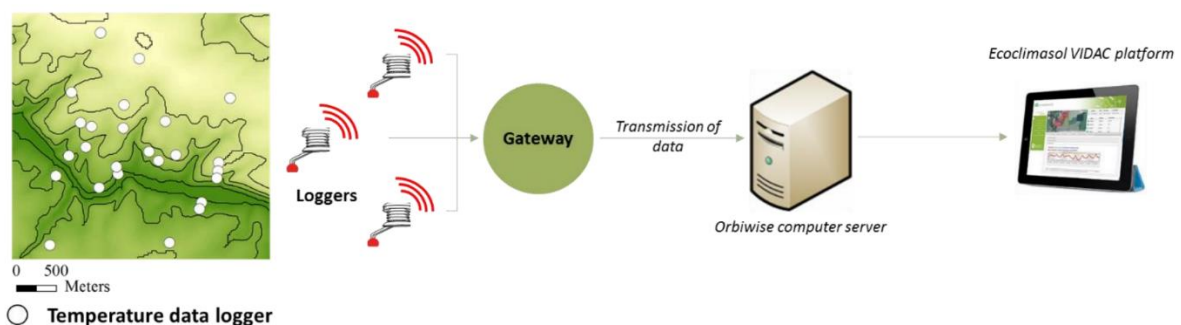 0 500
Meters
Temperature data logger
Loggers
Gateway
Transmission of
data
Orbiwise computer server
Ecoclimasol VIDAC platform